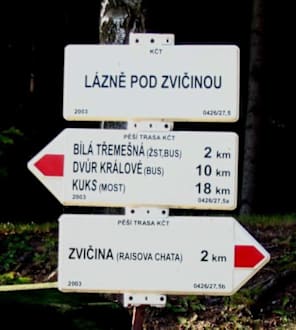 KČT
LÁZNĚ POD ZVIČINOU
2003 0426/27,5
PĚŠÍ TRASA KČT
BÍLÁ TŘEMEŠNÁ (ŽST,BUS) 2 km
DVŮR KRÁLOVÉ (BUS) 10 km
KUKS (MOST) 18 km
2003 0426/27,5a
PĚŠÍ TRASA KČT
ZVIČINA (RAISOVA CHATA) 2 km
2003 0426/27,5b